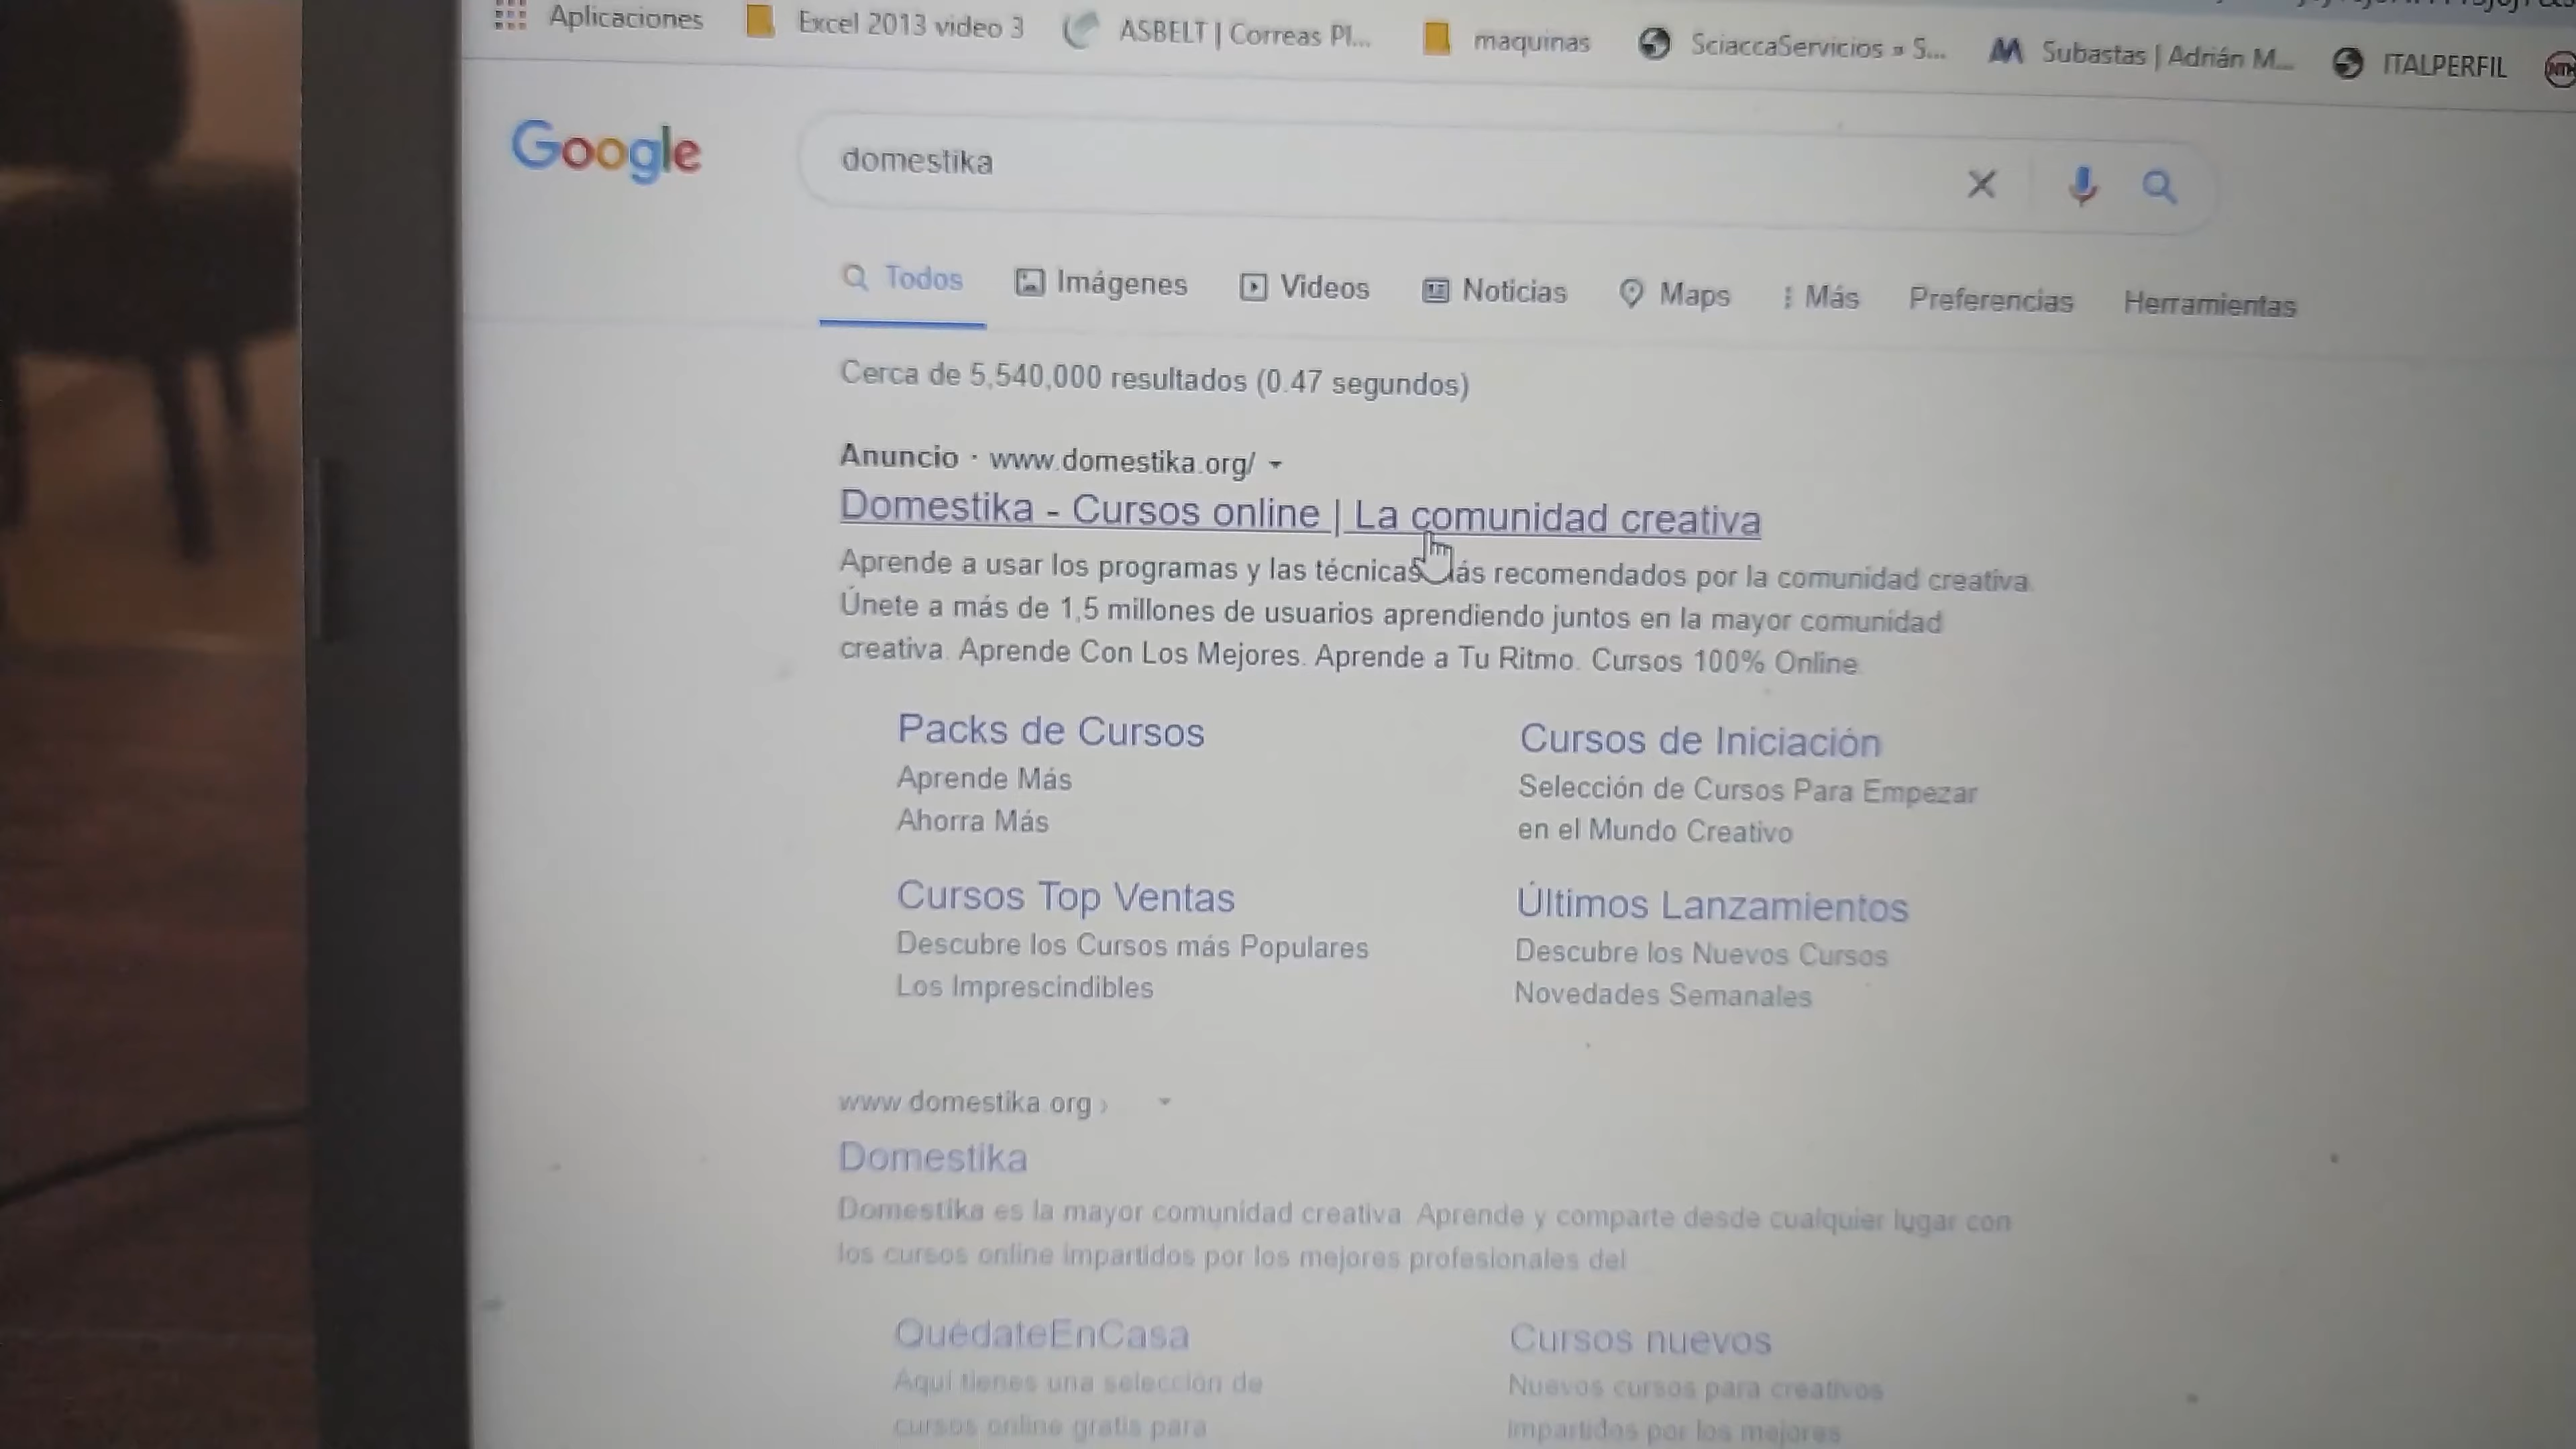 Aplicaciones Excel 2013 video 3 ASBELT | Correas Pl... maquinas SciaccaServicios » S... Subastas | Adrián M... ITALPERFIL
Google domestika
Todos Imágenes Videos Noticias Maps Más Preferencias Herramientas
Cerca de 5,540,000 resultados (0.47 segundos)
Anuncio · www.domestika.org/
Domestika - Cursos online | La comunidad creativa
Aprende a usar los programas y las técnicas más recomendados por la comunidad creativa.
Únete a más de 1,5 millones de usuarios aprendiendo juntos en la mayor comunidad
creativa. Aprende Con Los Mejores. Aprende a Tu Ritmo. Cursos 100% Online.
Packs de Cursos
Aprende Más
Ahorra Más
Cursos de Iniciación
Selección de Cursos Para Empezar
en el Mundo Creativo
Cursos Top Ventas
Descubre los Cursos más Populares
Los Imprescindibles
Últimos Lanzamientos
Descubre los Nuevos Cursos
Novedades Semanales
www.domestika.org ›
Domestika
Domestika es la mayor comunidad creativa. Aprende y comparte desde cualquier lugar con
los cursos online impartidos por los mejores profesionales del
QuédateEnCasa
Aquí tienes una selección de
cursos online gratis para
Cursos nuevos
Nuevos cursos para creativos
impartidos por los mejores